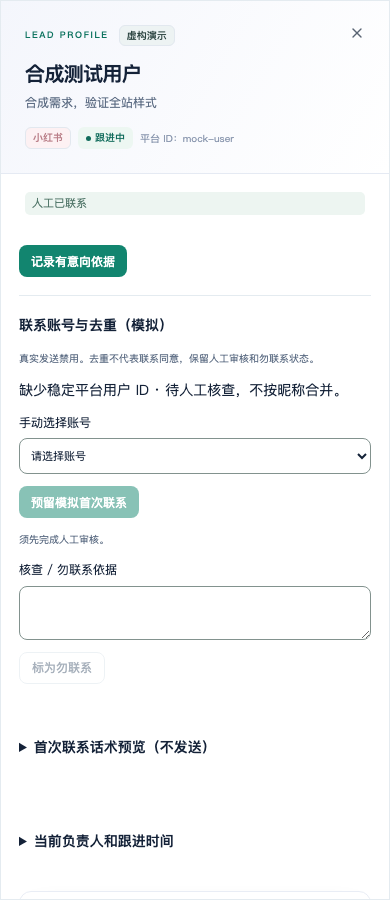 LEAD PROFILE 虚构演示
合成测试用户
合成需求，验证全站样式
小红书 跟进中 平台 ID：mock-user
人工已联系
记录有意向依据
联系账号与去重（模拟）
真实发送禁用。去重不代表联系同意，保留人工审核和勿联系状态。
缺少稳定平台用户 ID · 待人工核查，不按昵称合并。
手动选择账号
请选择账号
预留模拟首次联系
须先完成人工审核。
核查 / 勿联系依据
标为勿联系
首次联系话术预览（不发送）
当前负责人和跟进时间